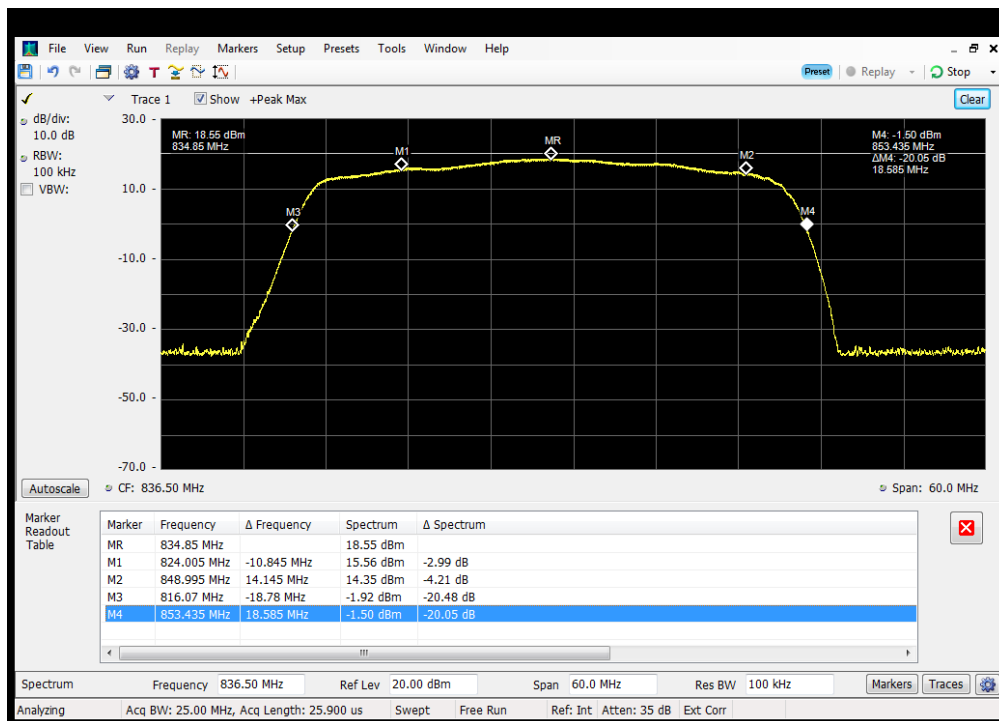 File View Run Replay Markers Setup Presets Tools Window Help
T Preset Replay Stop
Trace 1 Show +Peak Max Clear
dB/div:
10.0 dB
RBW:
100 kHz
VBW:
30.0 -
10.0 -
-10.0 -
-30.0 -
-50.0 -
-70.0 -
MR: 18.55 dBm
834.85 MHz
M4: -1.50 dBm
853.435 MHz
ΔM4: -20.05 dB
18.585 MHz
MR
M1
M2
M3
M4
Autoscale CF: 836.50 MHz Span: 60.0 MHz
Marker
Readout
Table
Marker Frequency Δ Frequency Spectrum Δ Spectrum
MR 834.85 MHz 18.55 dBm
M1 824.005 MHz -10.845 MHz 15.56 dBm -2.99 dB
M2 848.995 MHz 14.145 MHz 14.35 dBm -4.21 dB
M3 816.07 MHz -18.78 MHz -1.92 dBm -20.48 dB
M4 853.435 MHz 18.585 MHz -1.50 dBm -20.05 dB
Spectrum Frequency 836.50 MHz Ref Lev 20.00 dBm Span 60.0 MHz Res BW 100 kHz Markers Traces
Analyzing Acq BW: 25.00 MHz, Acq Length: 25.900 us Swept Free Run Ref: Int Atten: 35 dB Ext Corr